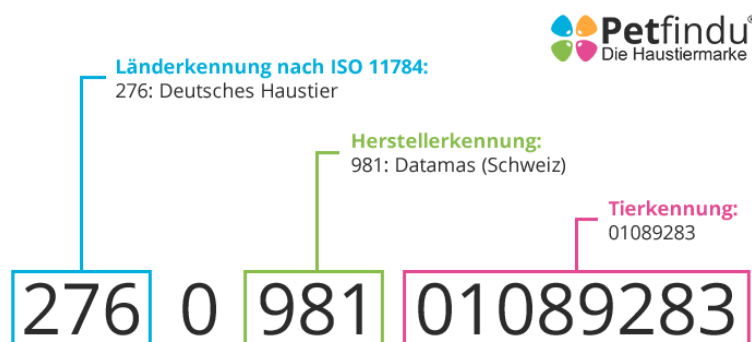 Petfindu®
Die Haustiermarke
Länderkennung nach ISO 11784:
276: Deutsches Haustier
Herstellerkennung:
981: Datamas (Schweiz)
Tierkennung:
01089283
276 0 981 01089283